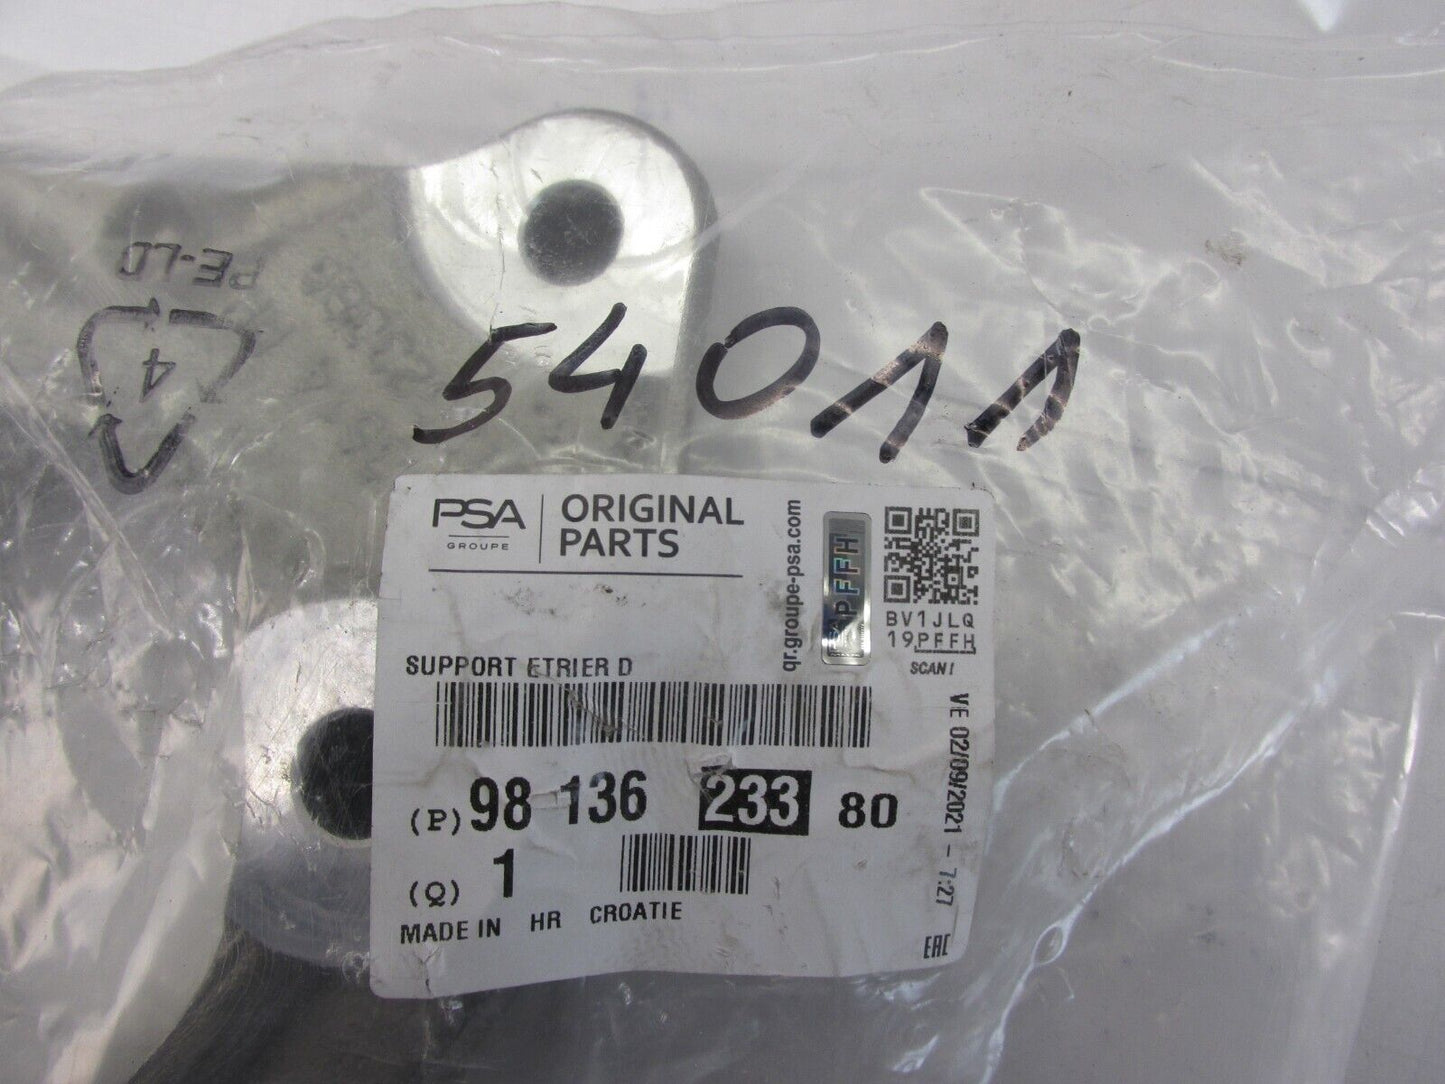 PE-LD
4
54011
PSA
GROUPE
ORIGINAL
PARTS
qr.groupe-psa.com
PFFH
BV1JLQ
19PFFH
SCAN!
SUPPORT ETRIER D
(P) 98 136 233 80
(Q) 1
MADE IN HR CROATIE
VE 02/09/2021 - 7:27
EAC